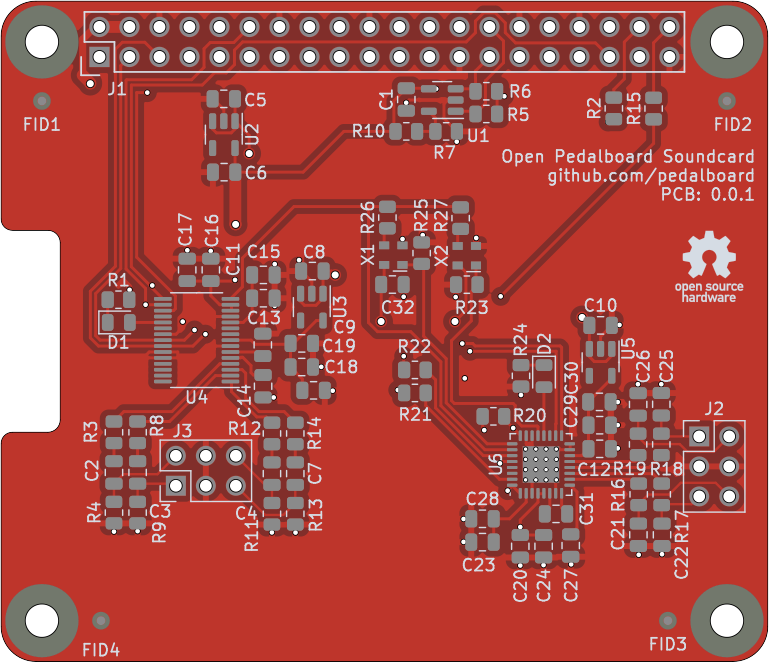 J1
C5
C1
R6
R5
R2
R15
FID1
FID2
U2
R10
R7
U1
C6
Open Pedalboard Soundcard
github.com/pedalboard
PCB: 0.0.1
R26
R25
R27
C17
C16
C11
C15
C8
X1
X2
open source
hardware
R1
C13
U3
C32
R23
C10
D1
C9
C19
C18
R22
R24
D2
U5
C30
C26
C25
U4
C14
R21
R20
C29
J2
R3
R8
J3
R12
R14
C2
C7
U6
C12
R19
R18
R4
C3
R9
C4
R11
R13
C28
C31
R16
R17
C23
C21
C22
C20
C24
C27
FID4
FID3